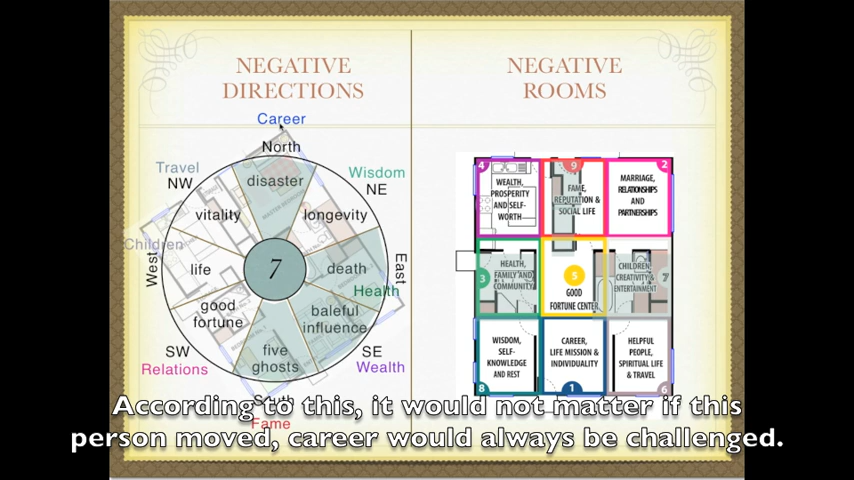 NEGATIVE
DIRECTIONS
NEGATIVE
ROOMS
Career
North
Travel
NW
Wisdom
NE
disaster
vitality
longevity
Children
West
life
7
death
East
Health
good
fortune
baleful
influence
five
ghosts
SW
Relations
SE
Wealth
South
Fame
4
WEALTH,
PROSPERITY
AND SELF-
WORTH
9
FAME,
REPUTATION &
SOCIAL LIFE
2
MARRIAGE,
RELATIONSHIPS
AND
PARTNERSHIPS
3
HEALTH,
FAMILY AND
COMMUNITY
5
GOOD
FORTUNE CENTER
CHILDREN,
CREATIVITY &
ENTERTAINMENT
7
WISDOM,
SELF-
KNOWLEDGE
AND REST
8
CAREER,
LIFE MISSION &
INDIVIDUALITY
1
HELPFUL
PEOPLE,
SPIRITUAL LIFE
& TRAVEL
6
According to this, it would not matter if this
person moved, career would always be challenged.